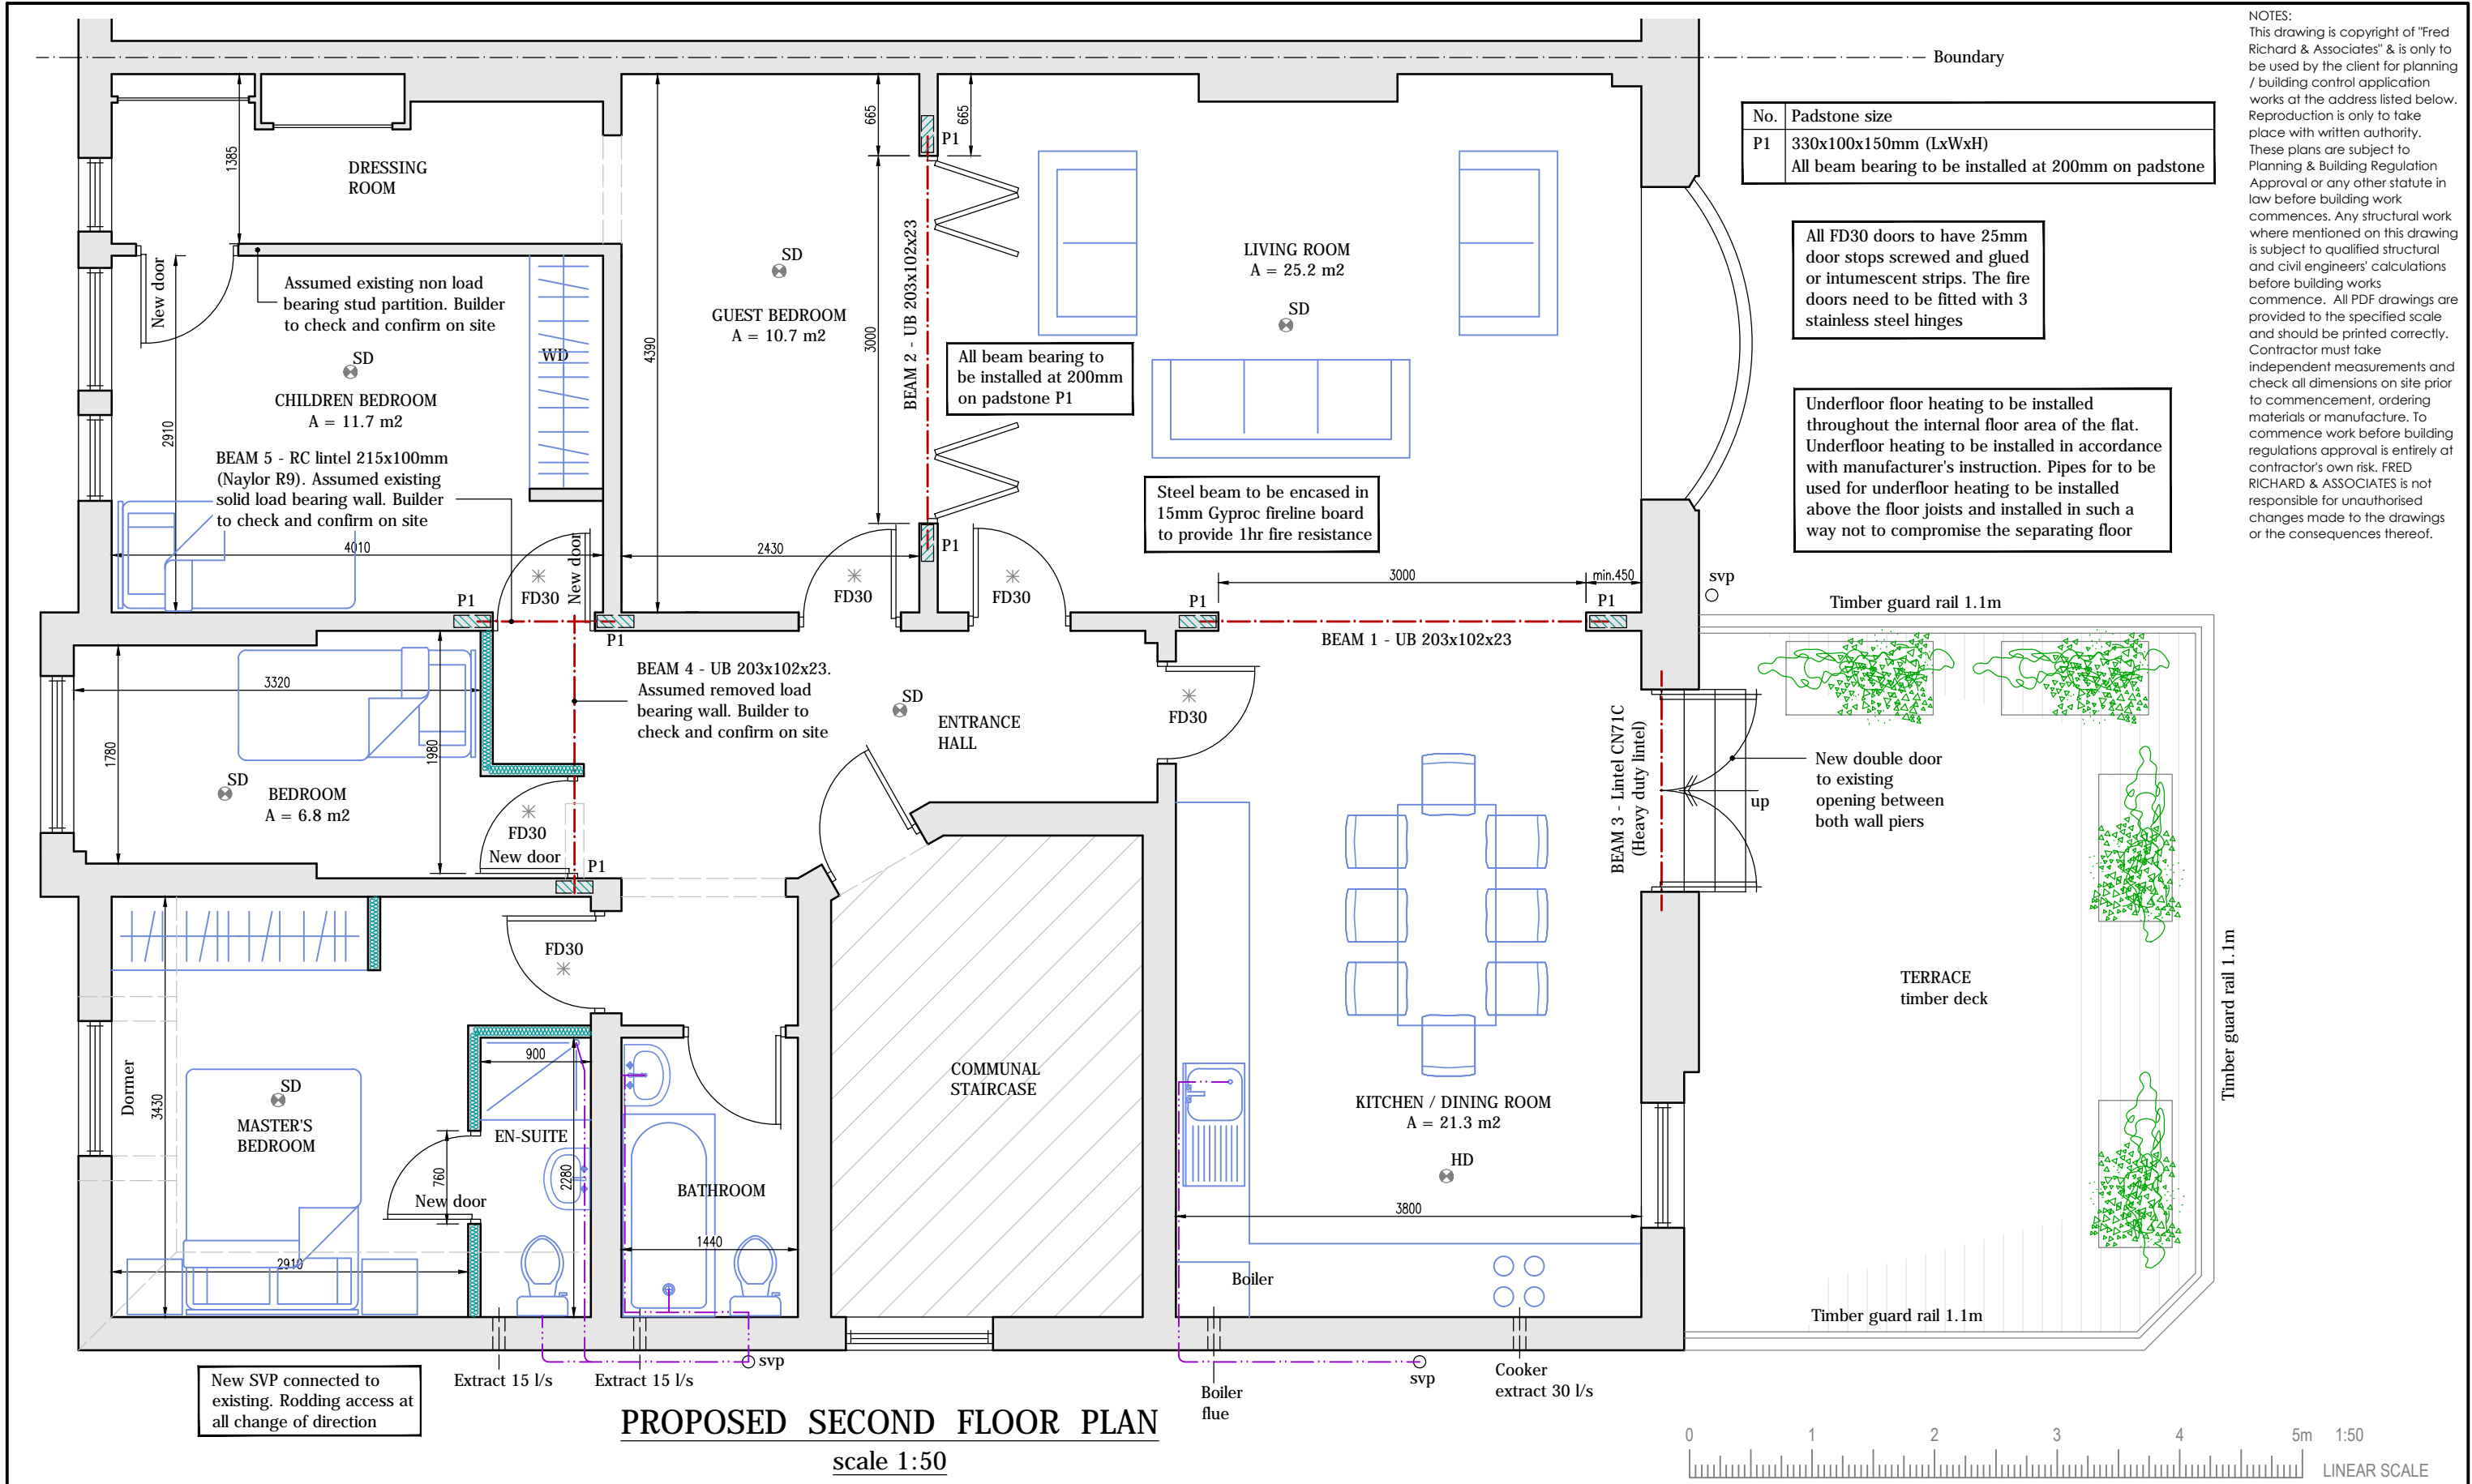 NOTES:
This drawing is copyright of "Fred
Richard & Associates" & is only to
be used by the client for planning
/ building control application
works at the address listed below.
Reproduction is only to take
place with written authority.
These plans are subject to
Planning & Building Regulation
Approval or any other statute in
law before building work
commences. Any structural work
where mentioned on this drawing
is subject to qualified structural
and civil engineers' calculations
before building works
commence. All PDF drawings are
provided to the specified scale
and should be printed correctly.
Contractor must take
independent measurements and
check all dimensions on site prior
to commencement, ordering
materials or manufacture. To
commence work before building
regulations approval is entirely at
contractor's own risk. FRED
RICHARD & ASSOCIATES is not
responsible for unauthorised
changes made to the drawings
or the consequences thereof.
Boundary
No. Padstone size
P1 330x100x150mm (LxWxH)
All beam bearing to be installed at 200mm on padstone
All FD30 doors to have 25mm
door stops screwed and glued
or intumescent strips. The fire
doors need to be fitted with 3
stainless steel hinges
Underfloor floor heating to be installed
throughout the internal floor area of the flat.
Underfloor heating to be installed in accordance
with manufacturer's instruction. Pipes for to be
used for underfloor heating to be installed
above the floor joists and installed in such a
way not to compromise the separating floor
1385
DRESSING
ROOM
New door
Assumed existing non load
bearing stud partition. Builder
to check and confirm on site
SD
WD
CHILDREN BEDROOM
A = 11.7 m2
2910
BEAM 5 - RC lintel 215x100mm
(Naylor R9). Assumed existing
solid load bearing wall. Builder
to check and confirm on site
4010
New door
FD30
P1
P1
4390
SD
GUEST BEDROOM
A = 10.7 m2
2430
FD30
665
665
P1
3000
BEAM 2 - UB 203x102x23
All beam bearing to
be installed at 200mm
on padstone P1
P1
FD30
LIVING ROOM
A = 25.2 m2
SD
Steel beam to be encased in
15mm Gyproc fireline board
to provide 1hr fire resistance
3000
min.450
P1
P1
BEAM 1 - UB 203x102x23
svp
Timber guard rail 1.1m
3320
1780
1980
SD
BEDROOM
A = 6.8 m2
FD30
New door
P1
BEAM 4 - UB 203x102x23.
Assumed removed load
bearing wall. Builder to
check and confirm on site
SD
ENTRANCE
HALL
FD30
BEAM 3 - Lintel CN71C
(Heavy duty lintel)
New double door
to existing
opening between
both wall piers
up
TERRACE
timber deck
Timber guard rail 1.1m
Timber guard rail 1.1m
FD30
Dormer
3430
SD
MASTER'S
BEDROOM
2910
900
EN-SUITE
760
New door
2280
BATHROOM
1440
COMMUNAL
STAIRCASE
KITCHEN / DINING ROOM
A = 21.3 m2
HD
3800
Boiler
New SVP connected to
existing. Rodding access at
all change of direction
Extract 15 l/s
Extract 15 l/s
svp
Boiler
flue
svp
Cooker
extract 30 l/s
PROPOSED SECOND FLOOR PLAN
scale 1:50
0 1 2 3 4 5m 1:50
LINEAR SCALE